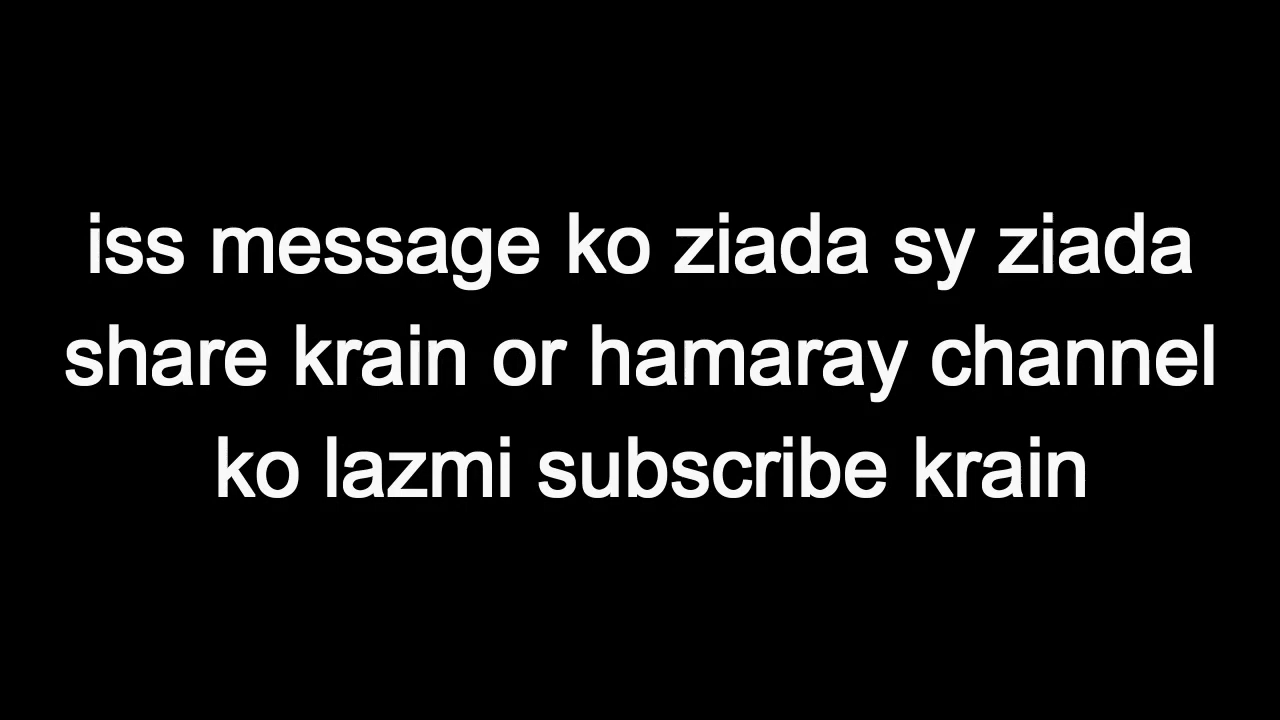 iss message ko ziada sy ziada
share krain or hamaray channel
ko lazmi subscribe krain